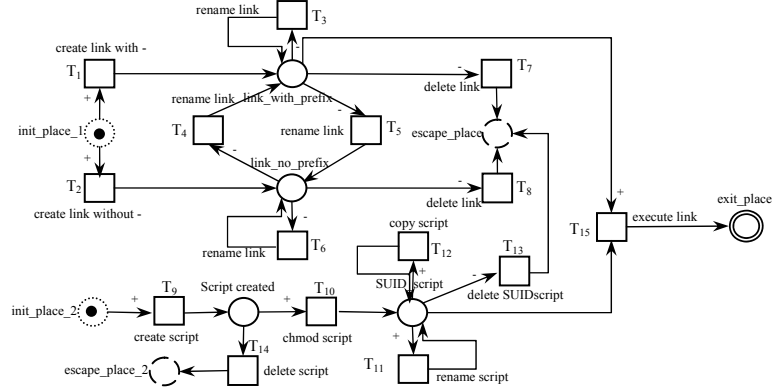 rename link
T3
-
create link with -
T1
-
T7
delete link
rename link
link_with_prefix
-
+
init_place_1
T4
rename link
T5
escape_place
+
-
link_no_prefix
T2
create link without -
-
T8
delete link
-
rename link
T6
copy script
T12
+
T13
-
+
T15
execute link
exit_place
SUID_script
delete SUIDscript
init_place_2
+
T9
create script
Script created
+
T10
chmod script
T14
delete script
escape_place_2
+
T11
rename script